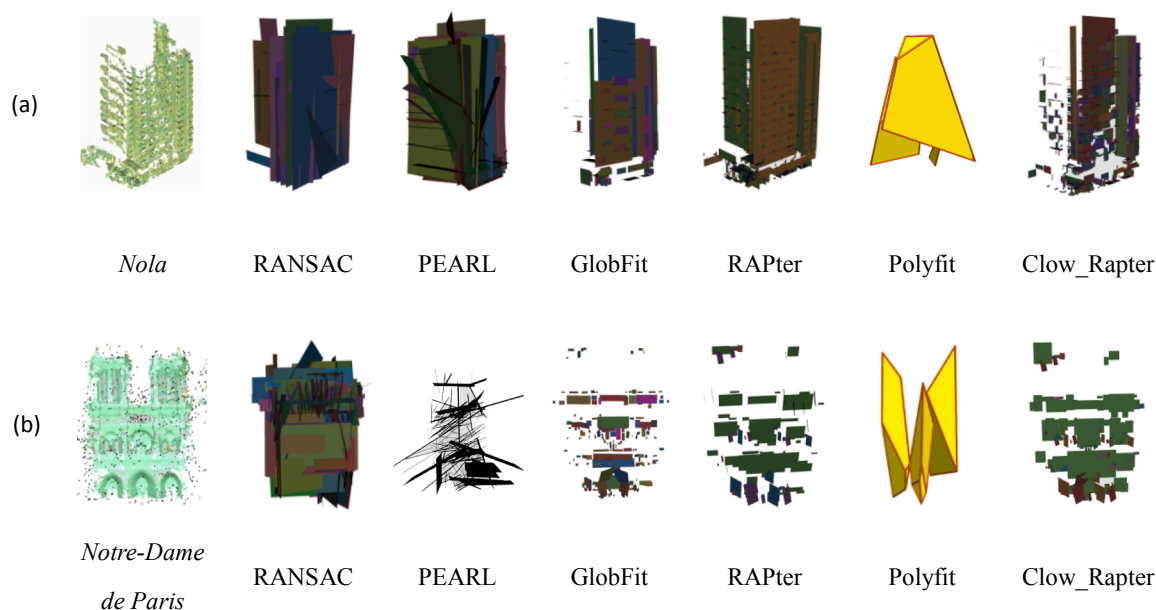 (a)
Nola RANSAC PEARL GlobFit RAPter Polyfit Clow_Rapter
(b)
Notre-Dame
de Paris
RANSAC PEARL GlobFit RAPter Polyfit Clow_Rapter